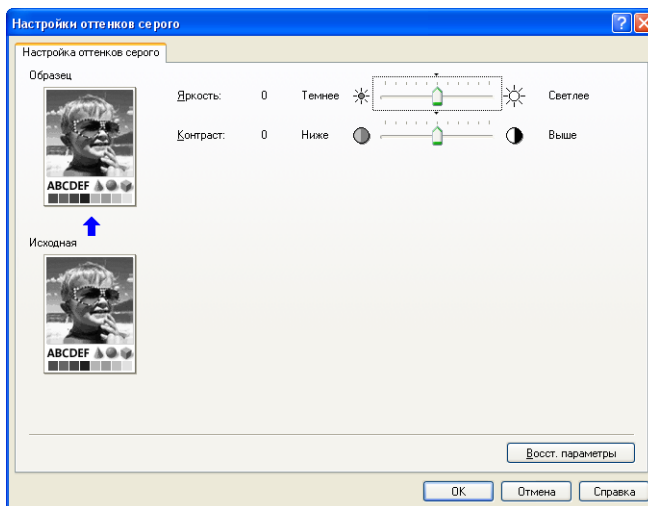 Настройки оттенков серого
Настройка оттенков серого
Образец
Яркость: 0 Темнее Светлее
Контраст: 0 Ниже Выше
ABCDEF
Исходная
ABCDEF
Восст. параметры
OK Отмена Справка